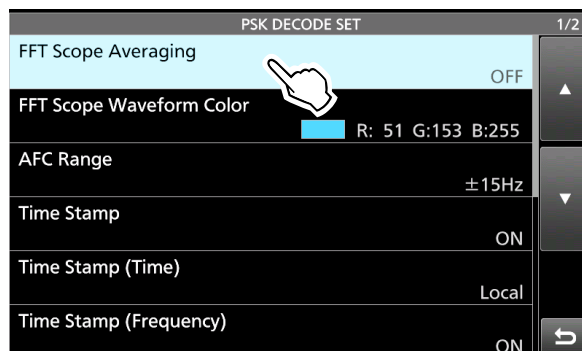 PSK DECODE SET 1/2
FFT Scope Averaging
OFF
FFT Scope Waveform Color
R: 51 G:153 B:255
AFC Range
±15Hz
Time Stamp
ON
Time Stamp (Time)
Local
Time Stamp (Frequency)
ON